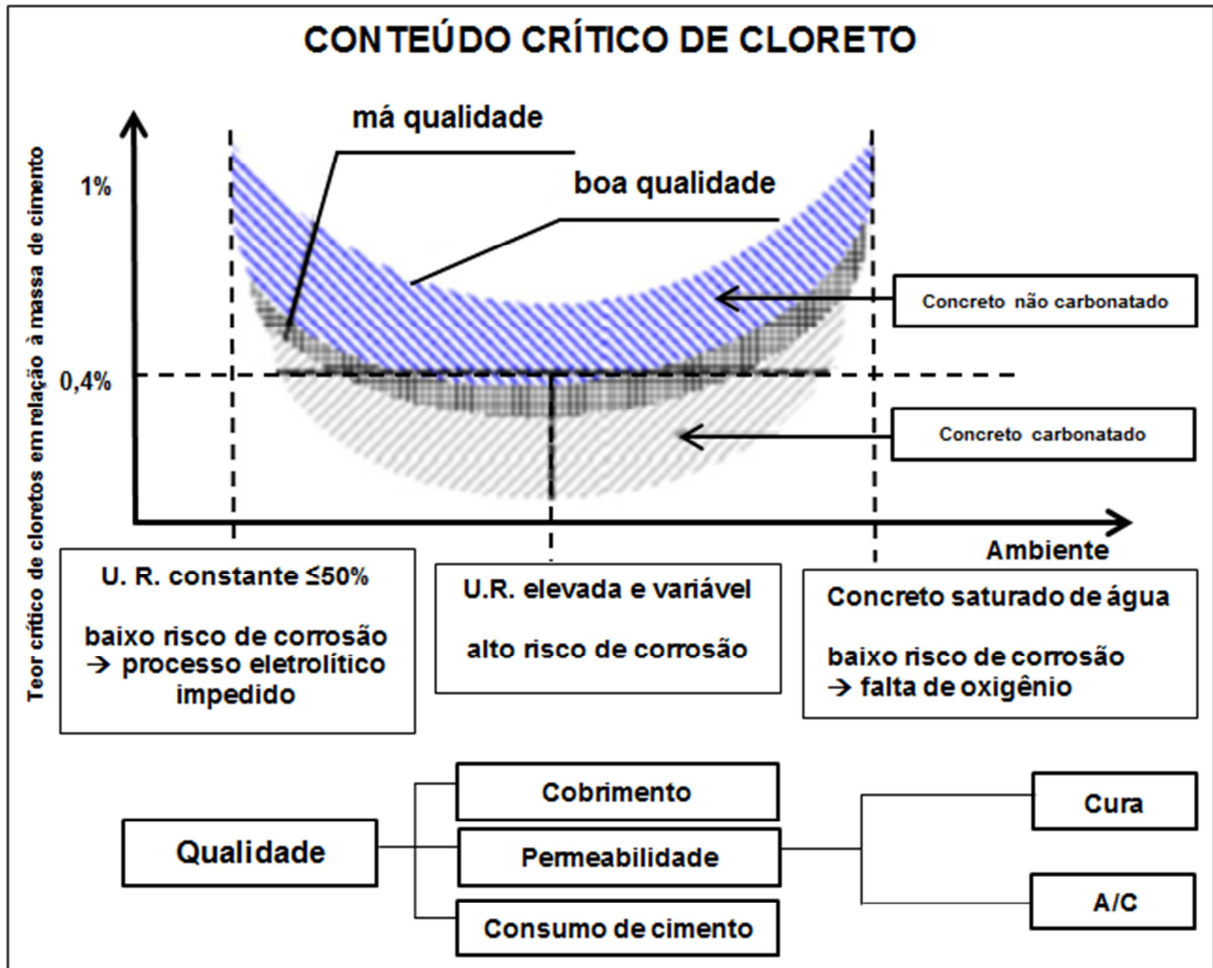 CONTEÚDO CRÍTICO DE CLORETO
Teor crítico de cloretos em relação à massa de cimento
má qualidade
boa qualidade
1%
Concreto não carbonatado
0,4%
Concreto carbonatado
Ambiente
U. R. constante ≤50%
baixo risco de corrosão
→ processo eletrolítico
impedido
U.R. elevada e variável
alto risco de corrosão
Concreto saturado de água
baixo risco de corrosão
→ falta de oxigênio
Qualidade
Cobrimento
Permeabilidade
Consumo de cimento
Cura
A/C